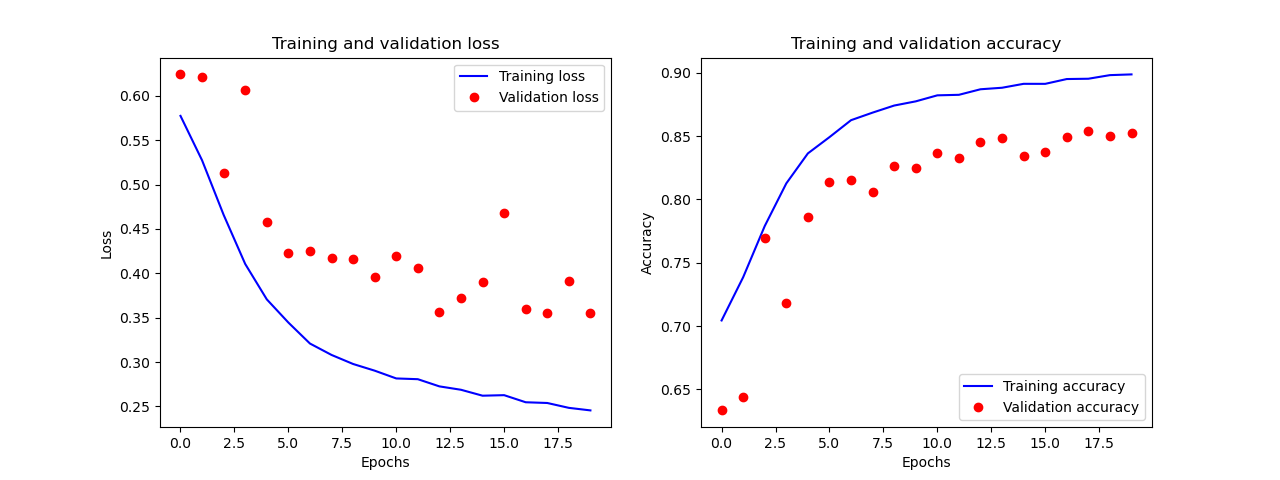 Training and validation loss
Training loss
Validation loss
0.60
0.55
0.50
0.45
0.40
0.35
0.30
0.25
Loss
0.0 2.5 5.0 7.5 10.0 12.5 15.0 17.5
Epochs
Training and validation accuracy
0.90
0.85
0.80
0.75
0.70
0.65
Accuracy
Training accuracy
Validation accuracy
0.0 2.5 5.0 7.5 10.0 12.5 15.0 17.5
Epochs